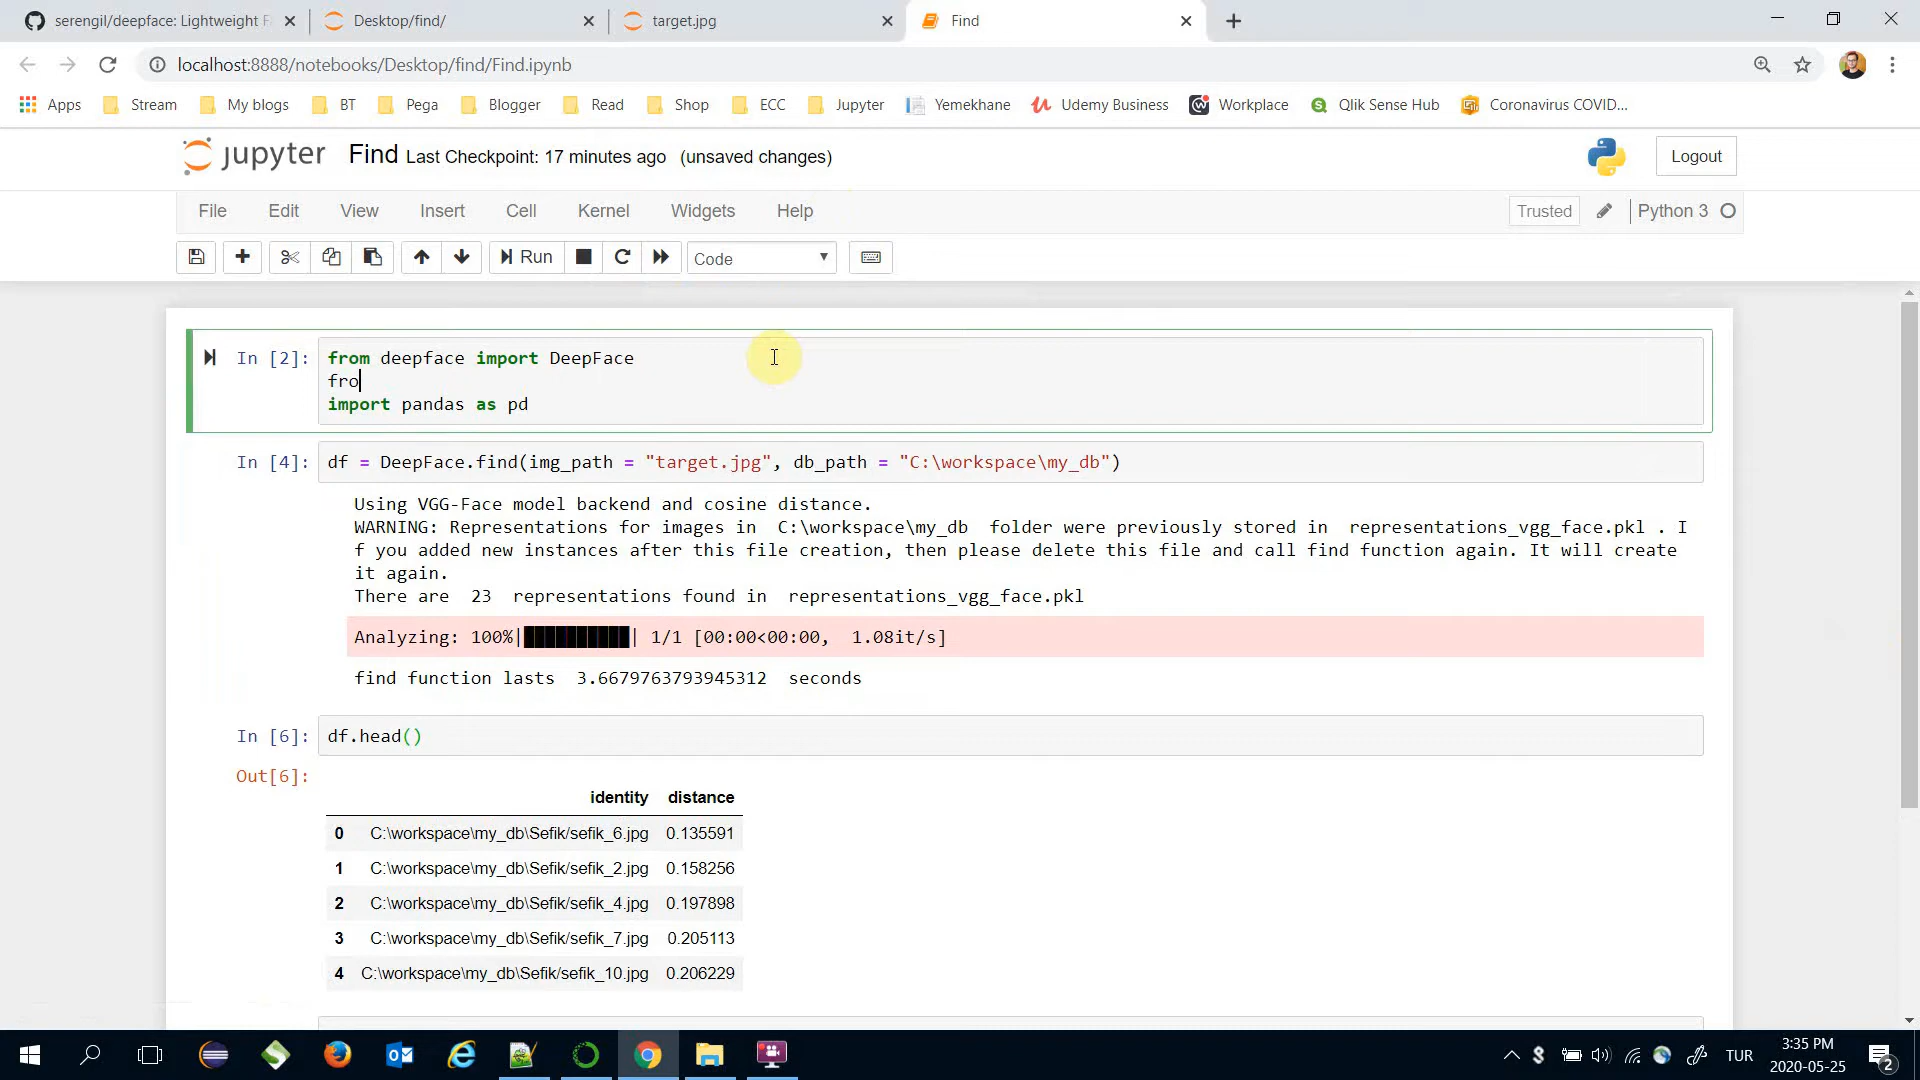 serengil/deepface: Lightweight F
Desktop/find/
target.jpg
Find
localhost:8888/notebooks/Desktop/find/Find.ipynb
Apps Stream My blogs BT Pega Blogger Read Shop ECC Jupyter Yemekhane Udemy Business Workplace Qlik Sense Hub Coronavirus COVID...
jupyter Find Last Checkpoint: 17 minutes ago (unsaved changes)
Logout
File Edit View Insert Cell Kernel Widgets Help
Trusted Python 3
Run Code
In [2]: from deepface import DeepFace
fro
import pandas as pd
In [4]: df = DeepFace.find(img_path = "target.jpg", db_path = "C:\workspace\my_db")
Using VGG-Face model backend and cosine distance.
WARNING: Representations for images in C:\workspace\my_db folder were previously stored in representations_vgg_face.pkl . I
f you added new instances after this file creation, then please delete this file and call find function again. It will create
it again.
There are 23 representations found in representations_vgg_face.pkl
Analyzing: 100%|██████████| 1/1 [00:00<00:00, 1.08it/s]
find function lasts 3.6679763793945312 seconds
In [6]: df.head()
Out[6]:
identity distance
0 C:\workspace\my_db\Sefik/sefik_6.jpg 0.135591
1 C:\workspace\my_db\Sefik/sefik_2.jpg 0.158256
2 C:\workspace\my_db\Sefik/sefik_4.jpg 0.197898
3 C:\workspace\my_db\Sefik/sefik_7.jpg 0.205113
4 C:\workspace\my_db\Sefik/sefik_10.jpg 0.206229
TUR
3:35 PM
2020-05-25
2